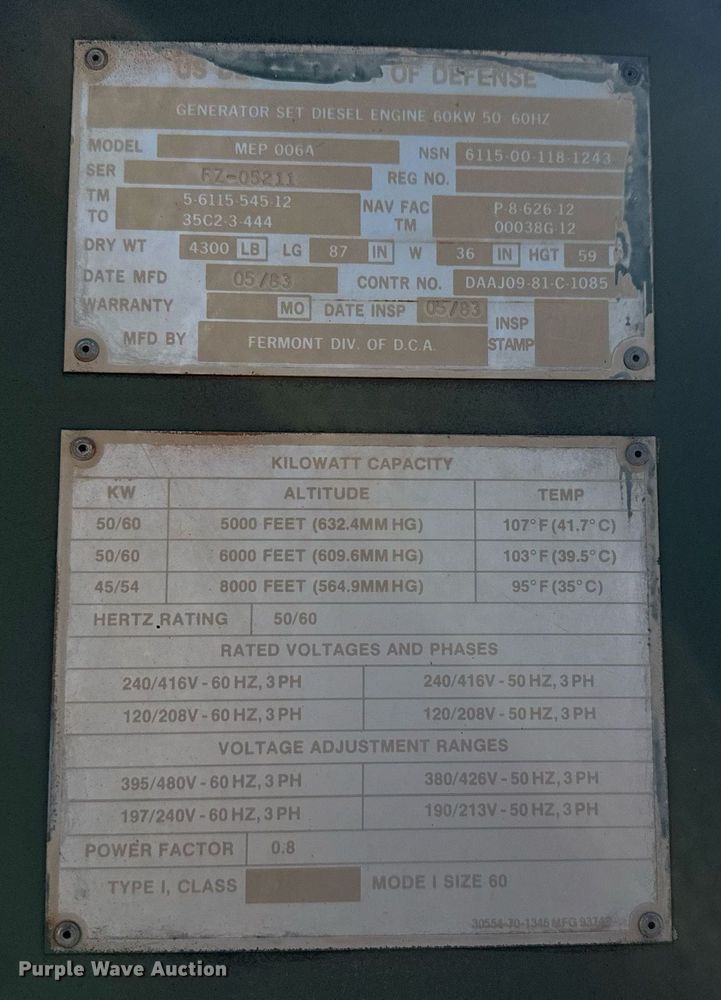 US OF DEFENSE
GENERATOR SET DIESEL ENGINE 60KW 50 60HZ
MODEL MEP 006A NSN 6115-00-118-1243
SER RZ-05211 REG NO.
TM 5-6115-545-12 NAV FAC P-8-626-12
TO 35C2-3-444 TM 00038G-12
DRY WT 4300 LB LG 87 IN W 36 IN HGT 59
DATE MFD 05/83 CONTR NO. DAAJ09-81-C-1085
WARRANTY MO DATE INSP 05/83 INSP STAMP
MFD BY FERMONT DIV. OF D.C.A.
KILOWATT CAPACITY
KW ALTITUDE TEMP
50/60 5000 FEET (632.4MM HG) 107°F (41.7°C)
50/60 6000 FEET (609.6MM HG) 103°F (39.5°C)
45/54 8000 FEET (564.9MM HG) 95°F (35°C)
HERTZ RATING 50/60
RATED VOLTAGES AND PHASES
240/416V - 60 HZ, 3 PH 240/416V - 50 HZ, 3 PH
120/208V - 60 HZ, 3 PH 120/208V - 50 HZ, 3 PH
VOLTAGE ADJUSTMENT RANGES
395/480V - 60 HZ, 3 PH 380/426V - 50 HZ, 3 PH
197/240V - 60 HZ, 3 PH 190/213V - 50 HZ, 3 PH
POWER FACTOR 0.8
TYPE I, CLASS MODE I SIZE 60
30554-70-1346 MFG 93742
Purple Wave Auction